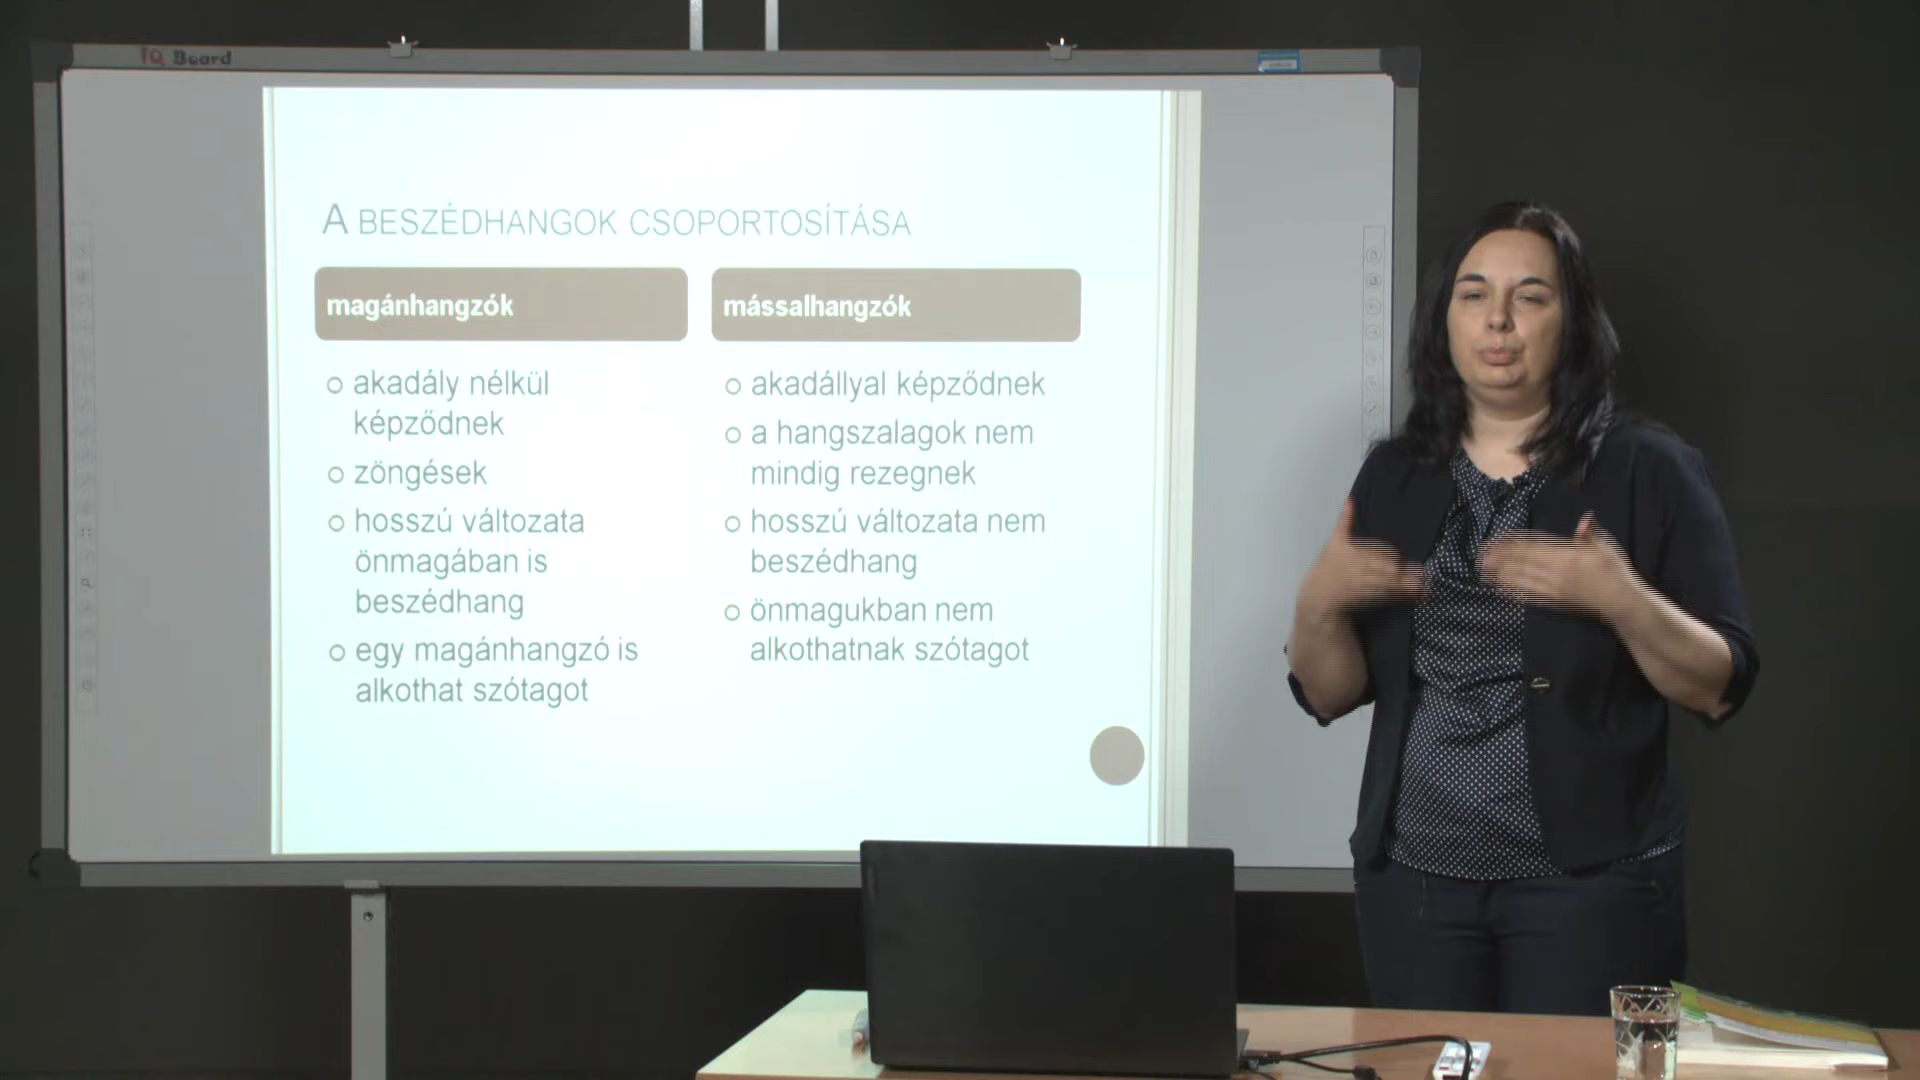 IQ Board
A BESZÉDHANGOK CSOPORTOSÍTÁSA
magánhangzók
akadály nélkül
képződnek
zöngések
hosszú változata
önmagában is
beszédhang
egy magánhangzó is
alkothat szótagot
mássalhangzók
akadállyal képződnek
a hangszalagok nem
mindig rezegnek
hosszú változata nem
beszédhang
önmagukban nem
alkothatnak szótagot